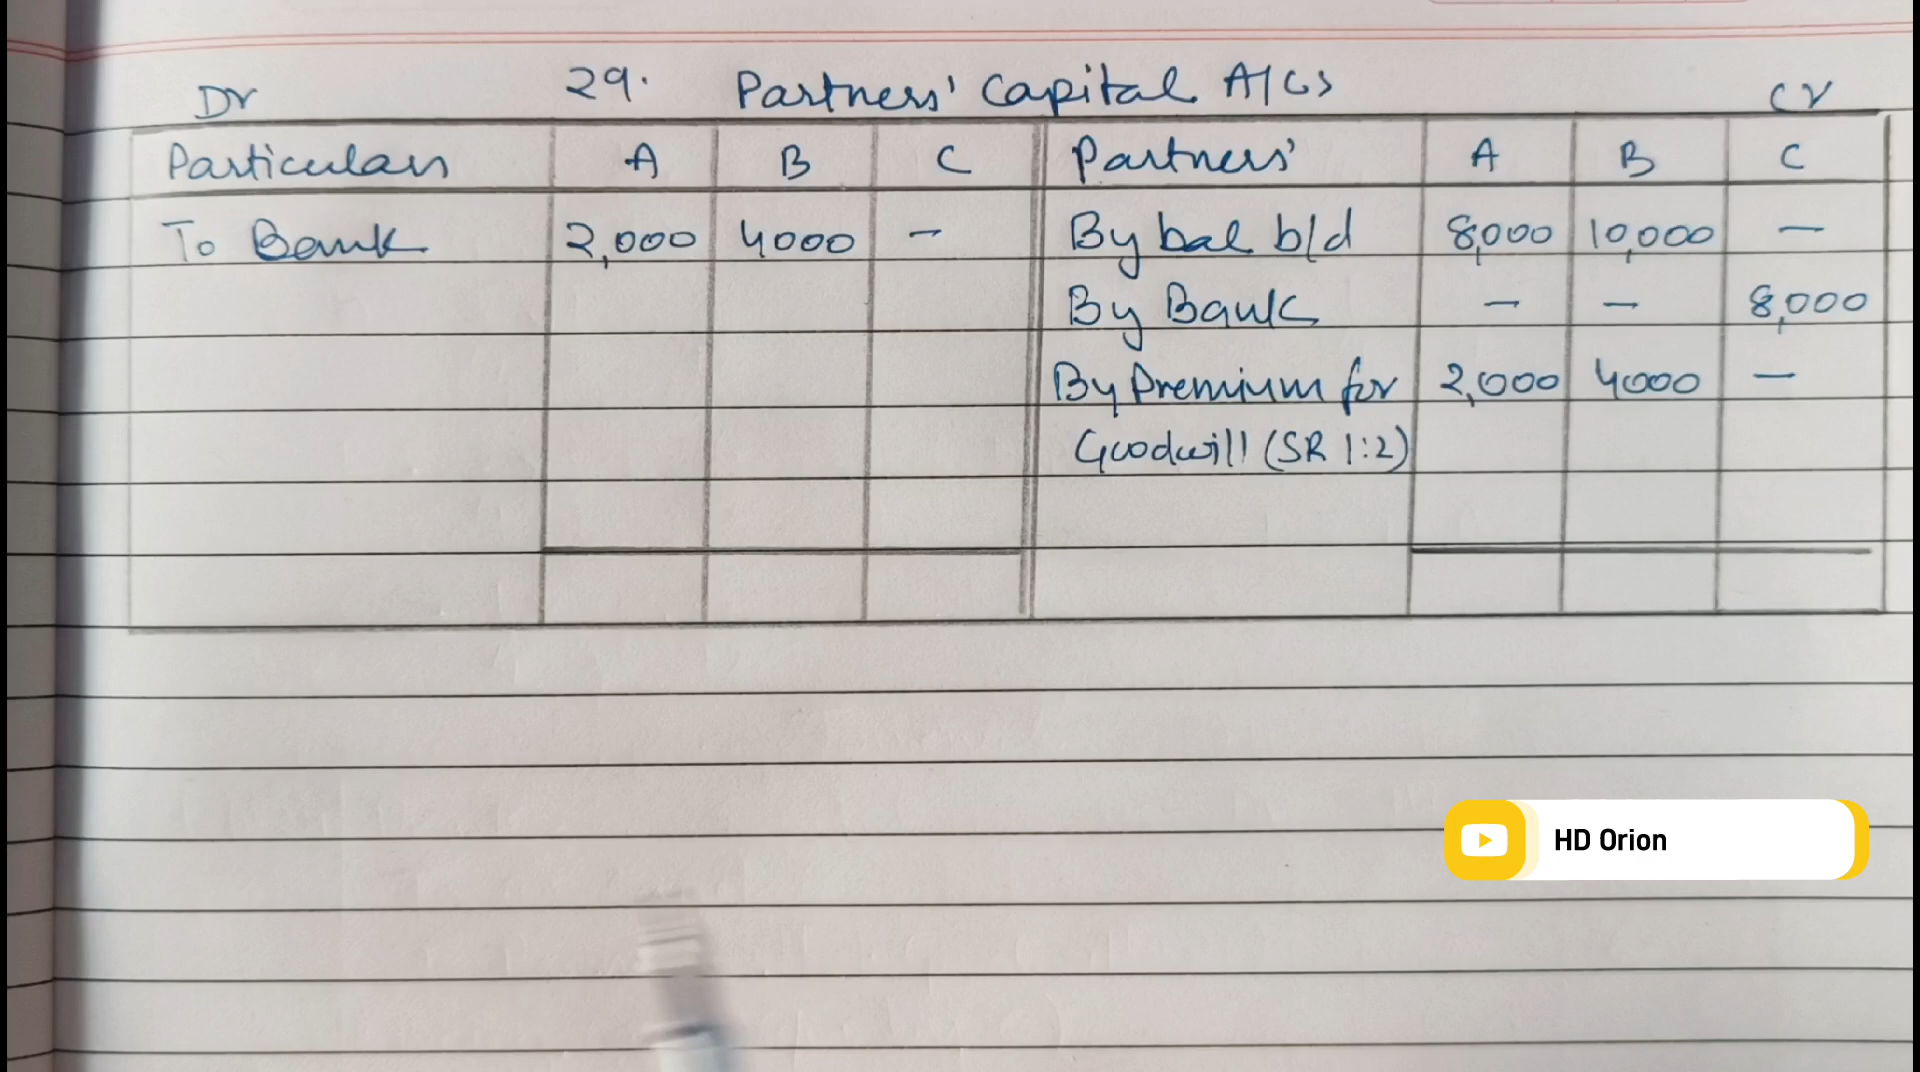 29. Partners' Capital A/Cs
Dr Cr
Particulars A B C Partners' A B C
To Bank 2,000 4000 - By bal b/d 8,000 10,000 -
By Bank - - 8,000
By Premium for 2,000 4000 -
Goodwill (SR 1:2)
HD Orion